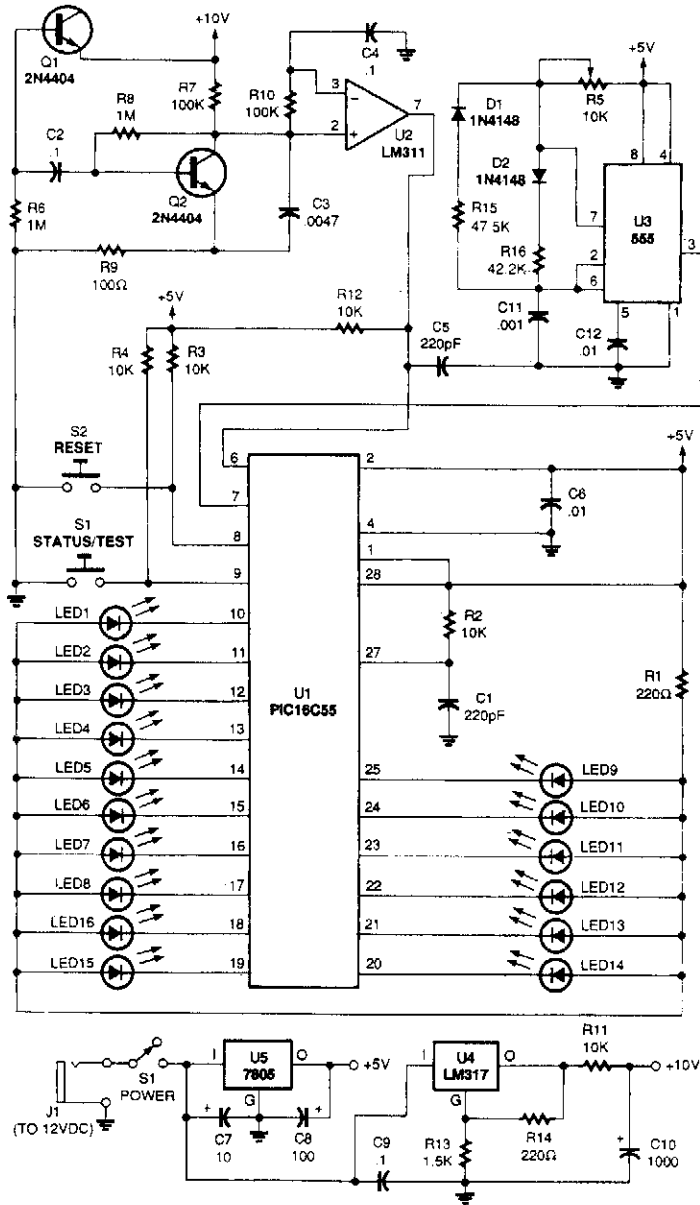 Q1
2N4404
+10V
R7
100K
R8
1M
C2
.1
R6
1M
Q2
2N4404
R9
100Ω
R10
100K
C4
.1
3
2
7
-
+
U2
LM311
C3
.0047
D1
1N4148
D2
1N4148
R5
10K
+5V
8
4
7
2
6
3
5
1
U3
555
R15
47.5K
R16
42.2K
C11
.001
C12
.01
C5
220pF
R12
10K
+5V
R4
10K
R3
10K
S2
RESET
S1
STATUS/TEST
6
7
8
9
10
11
12
13
14
15
16
17
18
19
U1
PIC16C55
2
4
1
28
27
25
24
23
22
21
20
+5V
C6
.01
R2
10K
C1
220pF
R1
220Ω
LED1
LED2
LED3
LED4
LED5
LED6
LED7
LED8
LED16
LED15
LED9
LED10
LED11
LED12
LED13
LED14
J1
(TO 12VDC)
S1
POWER
I
U5
7805
O
G
+5V
+
C7
10
C8
100
+
C9
.1
I
U4
LM317
O
G
R13
1.5K
R14
220Ω
R11
10K
+10V
+
C10
1000